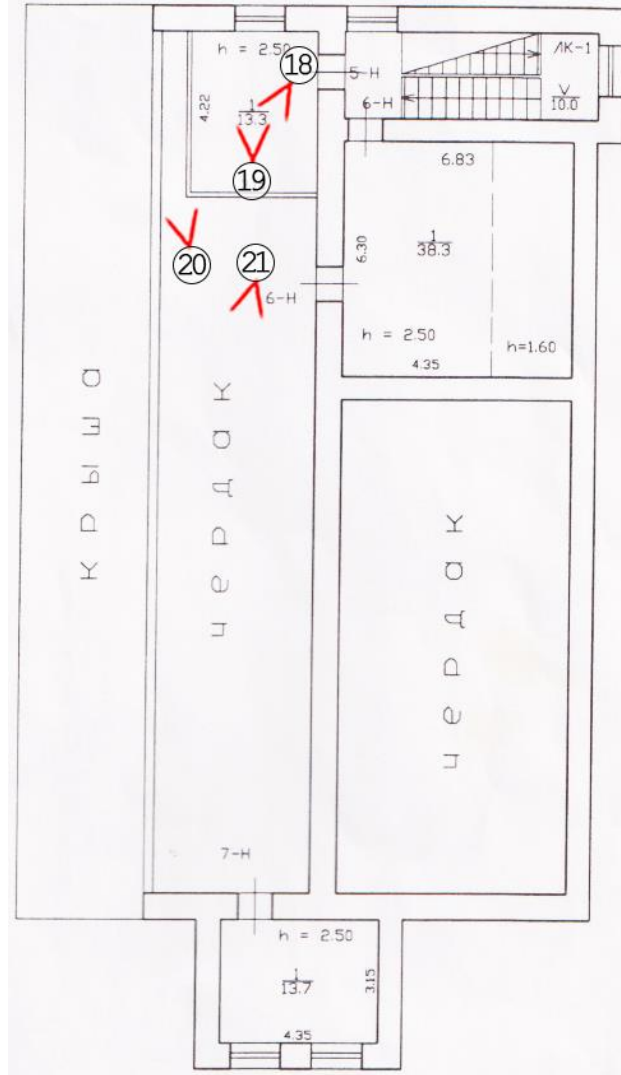 h = 2.50
18
5-Н
ЛК-1
4.22
1
13.3
6-Н
V
10.0
19
6.83
20
21
6-Н
6.30
1
38.3
h = 2.50
h=1.60
4.35
крыша
чердак
чердак
7-Н
h = 2.50
1
13.7
3.15
4.35